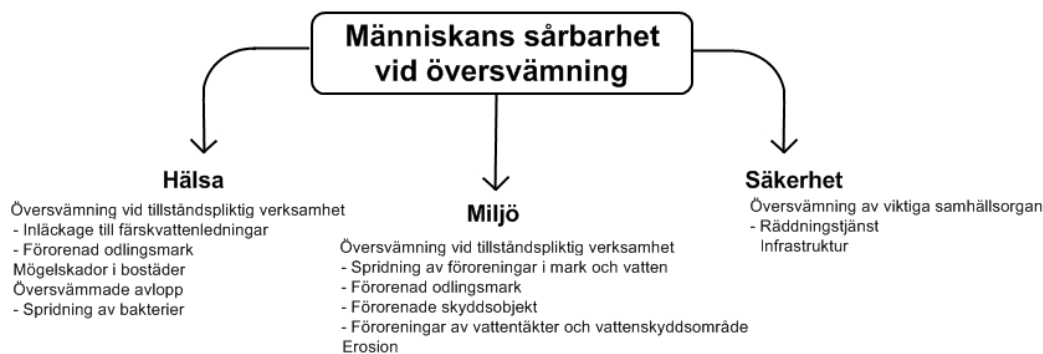 Människans sårbarhet
vid översvämning
Hälsa
Översvämning vid tillståndspliktig verksamhet
- Inläckage till färskvattenledningar
- Förorenad odlingsmark
Mögelskador i bostäder
Översvämmade avlopp
- Spridning av bakterier
Miljö
Översvämning vid tillståndspliktig verksamhet
- Spridning av föroreningar i mark och vatten
- Förorenad odlingsmark
- Förorenade skyddsobjekt
- Föroreningar av vattentäkter och vattenskyddsområde
Erosion
Säkerhet
Översvämning av viktiga samhällsorgan
- Räddningstjänst
Infrastruktur